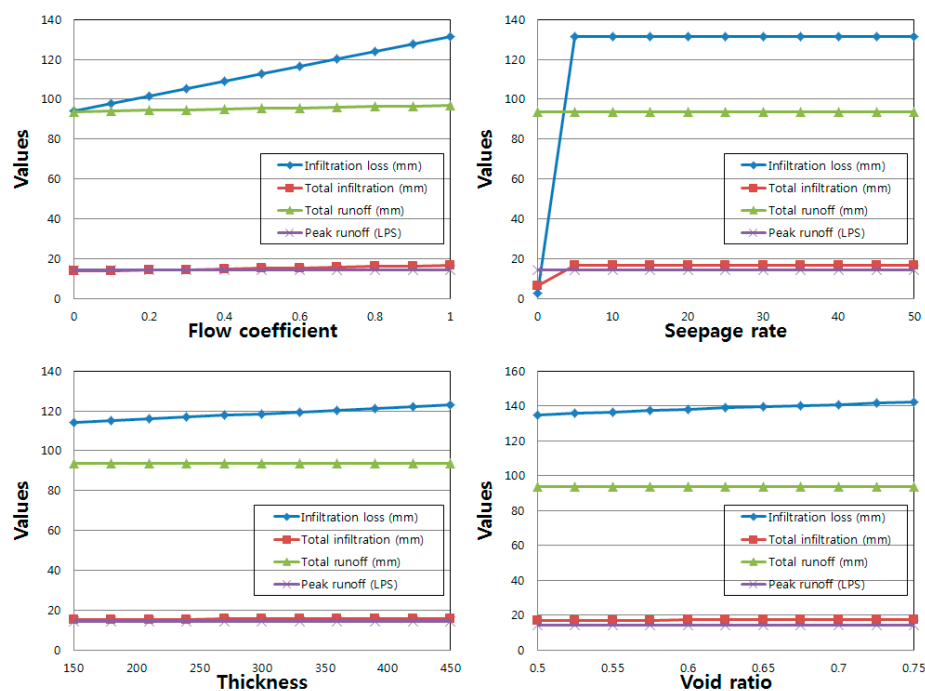 140
120
100
80
60
40
20
0
Values
Infiltration loss (mm)
Total infiltration (mm)
Total runoff (mm)
Peak runoff (LPS)
0 0.2 0.4 0.6 0.8 1
Flow coefficient
140
120
100
80
60
40
20
0
Values
Infiltration loss (mm)
Total infiltration (mm)
Total runoff (mm)
Peak runoff (LPS)
0 10 20 30 40 50
Seepage rate
140
120
100
80
60
40
20
0
Values
Infiltration loss (mm)
Total infiltration (mm)
Total runoff (mm)
Peak runoff (LPS)
150 200 250 300 350 400 450
Thickness
160
140
120
100
80
60
40
20
0
Values
Infiltration loss (mm)
Total infiltration (mm)
Total runoff (mm)
Peak runoff (LPS)
0.5 0.55 0.6 0.65 0.7 0.75
Void ratio